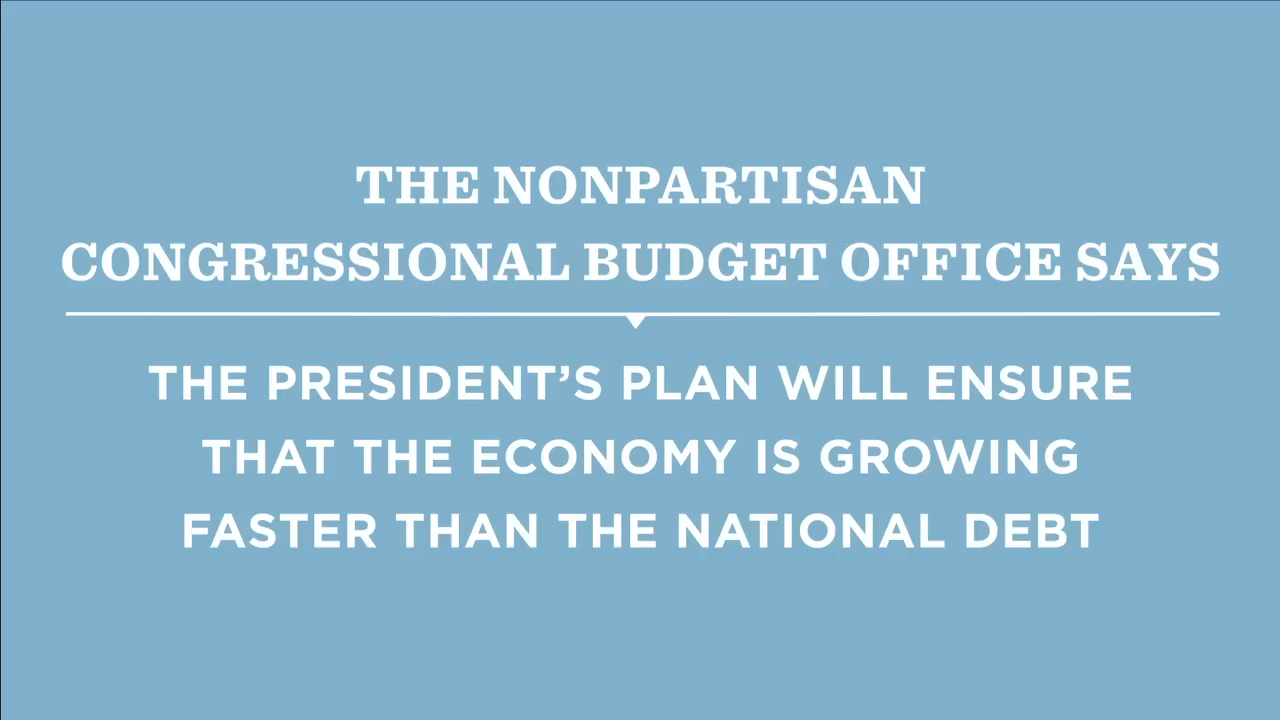 THE NONPARTISAN
CONGRESSIONAL BUDGET OFFICE SAYS
THE PRESIDENT’S PLAN WILL ENSURE
THAT THE ECONOMY IS GROWING
FASTER THAN THE NATIONAL DEBT